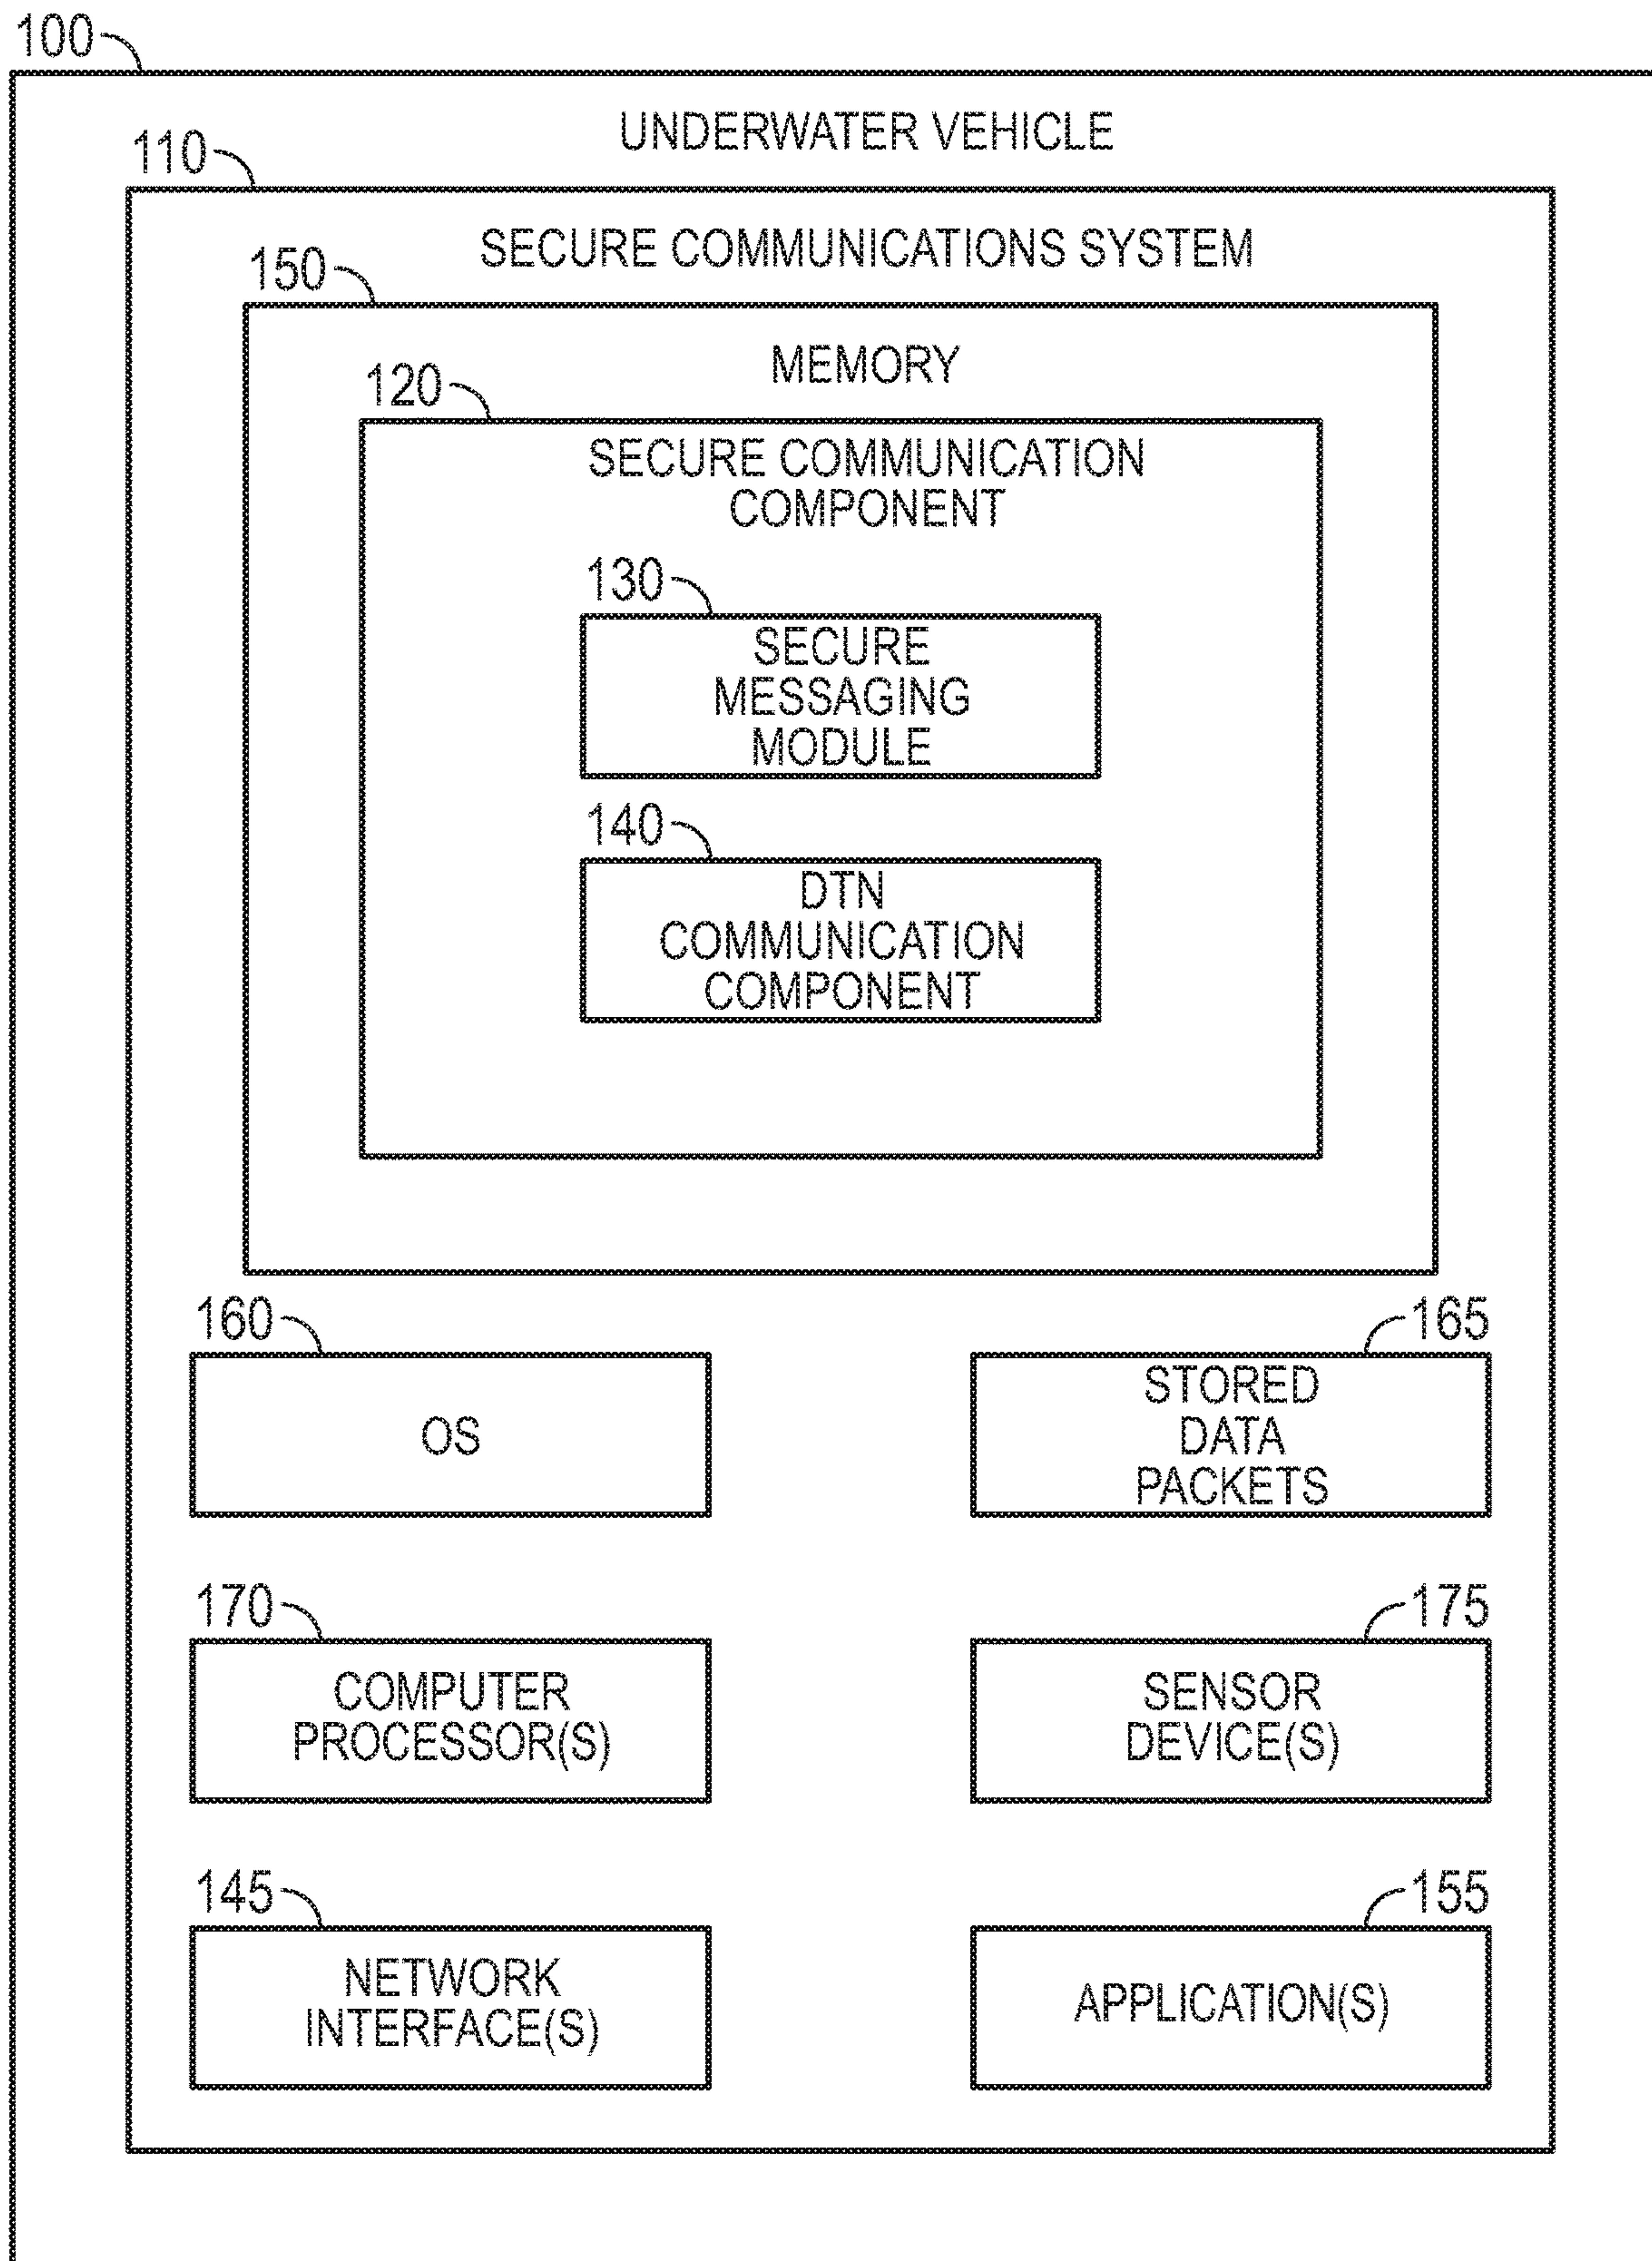 100
UNDERWATER VEHICLE
110
SECURE COMMUNICATIONS SYSTEM
150
MEMORY
120
SECURE COMMUNICATION
COMPONENT
130
SECURE
MESSAGING
MODULE
140
DTN
COMMUNICATION
COMPONENT
160
OS
165
STORED
DATA
PACKETS
170
COMPUTER
PROCESSOR(S)
175
SENSOR
DEVICE(S)
145
NETWORK
INTERFACE(S)
155
APPLICATION(S)